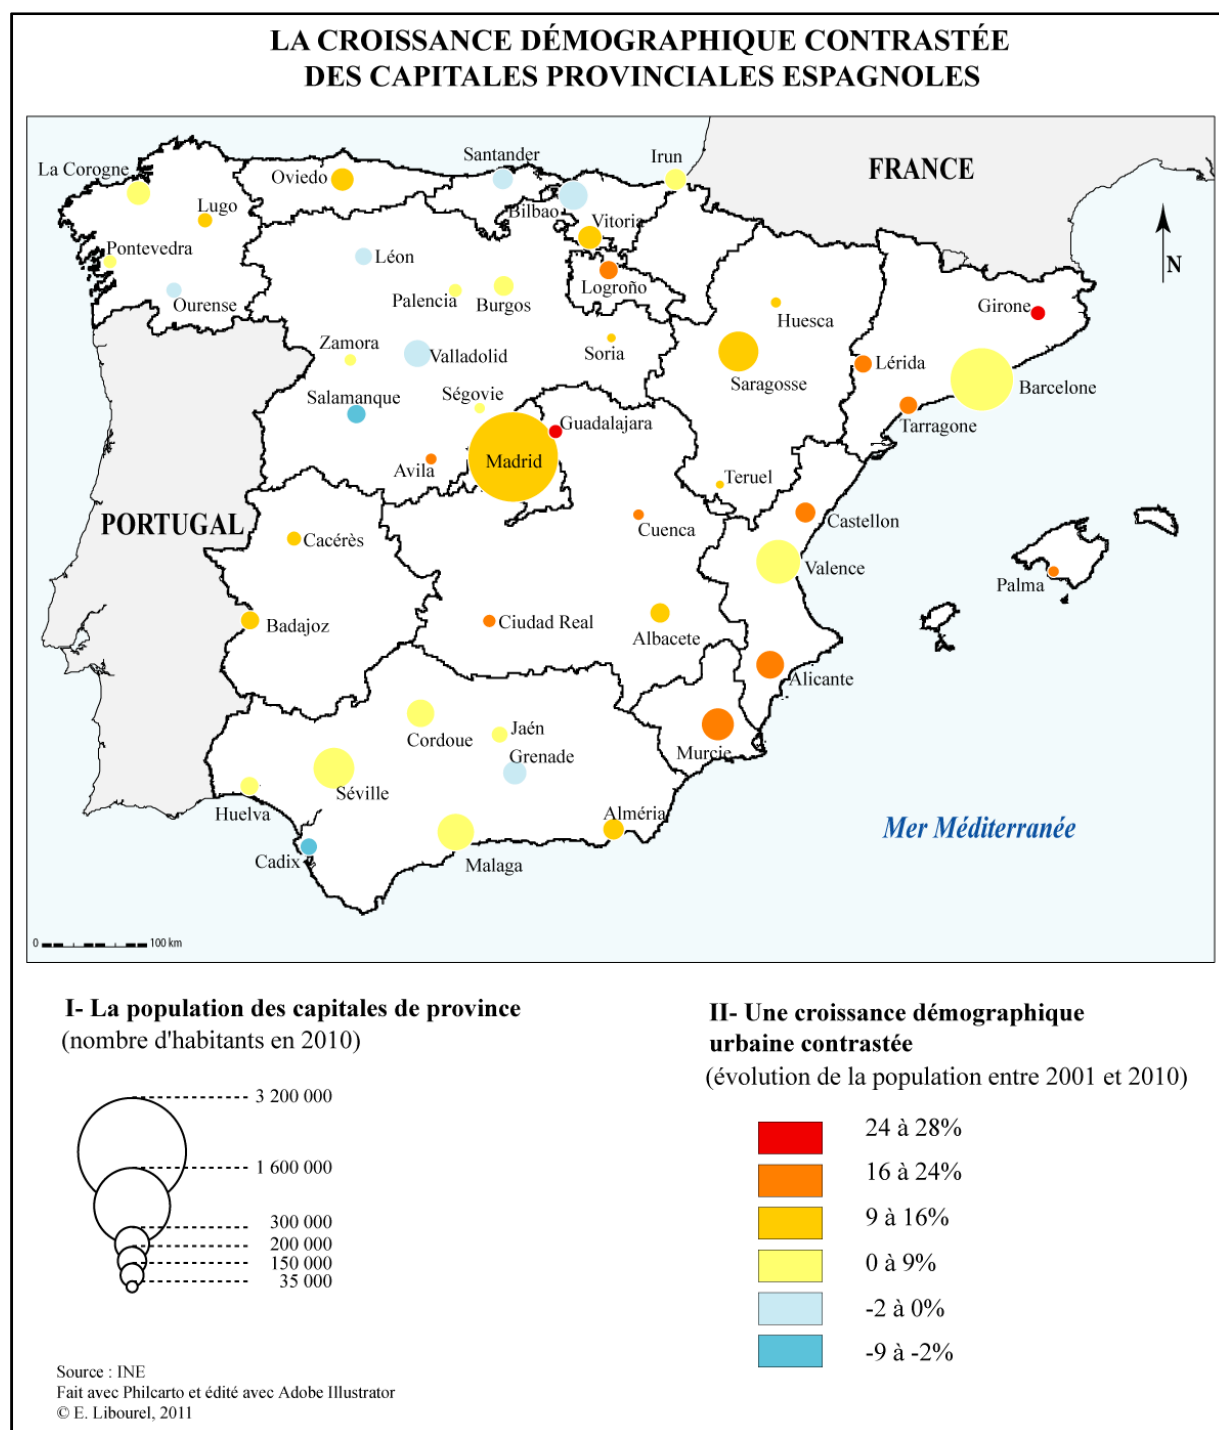 LA CROISSANCE DÉMOGRAPHIQUE CONTRASTÉE
DES CAPITALES PROVINCIALES ESPAGNOLES
La Corogne
Oviedo
Santander
Irun
FRANCE
Lugo
Bilbao
Vitoria
Pontevedra
Léon
N
Ourense
Palencia
Burgos
Logroño
Huesca
Girone
Zamora
Valladolid
Soria
Saragosse
Lérida
Barcelone
Salamanque
Ségovie
Guadalajara
Tarragone
Avila
Madrid
Teruel
PORTUGAL
Cacérès
Cuenca
Castellon
Valence
Palma
Badajoz
Ciudad Real
Albacete
Alicante
Cordoue
Jaén
Grenade
Murcie
Séville
Huelva
Alméria
Mer Méditerranée
Cadix
Malaga
0 100 km
I- La population des capitales de province
(nombre d'habitants en 2010)
3 200 000
1 600 000
300 000
200 000
150 000
35 000
II- Une croissance démographique
urbaine contrastée
(évolution de la population entre 2001 et 2010)
24 à 28%
16 à 24%
9 à 16%
0 à 9%
-2 à 0%
-9 à -2%
Source : INE
Fait avec Philcarto et édité avec Adobe Illustrator
© E. Libourel, 2011